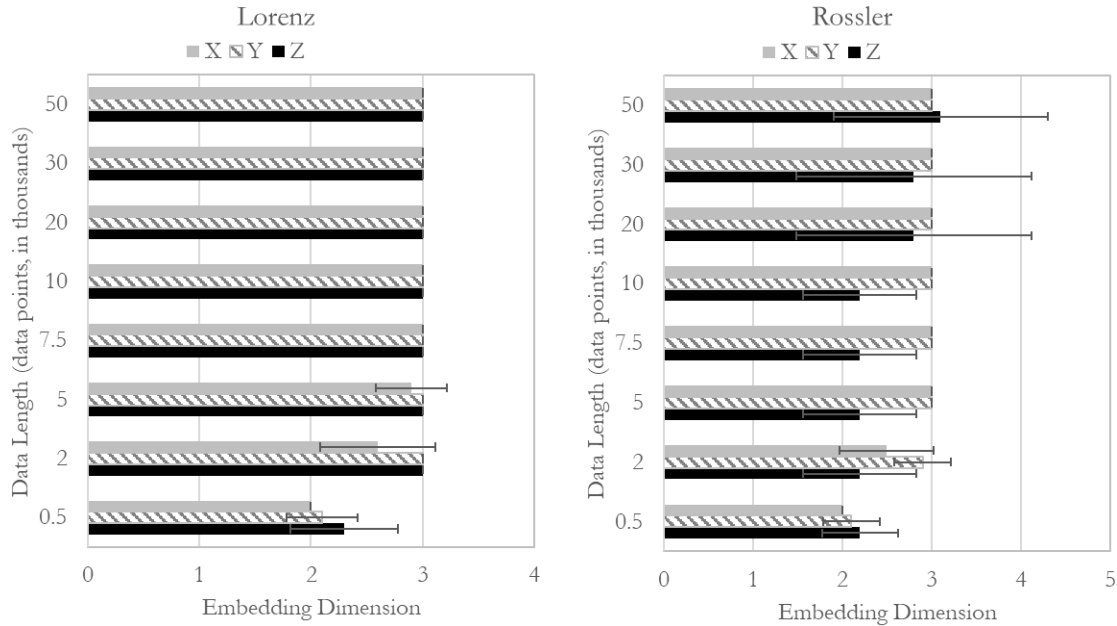 Lorenz
X Y Z
Data Length (data points, in thousands)
50
30
20
10
7.5
5
2
0.5
0 1 2 3 4
Embedding Dimension
Rossler
X Y Z
Data Length (data points, in thousands)
50
30
20
10
7.5
5
2
0.5
0 1 2 3 4 5
Embedding Dimension